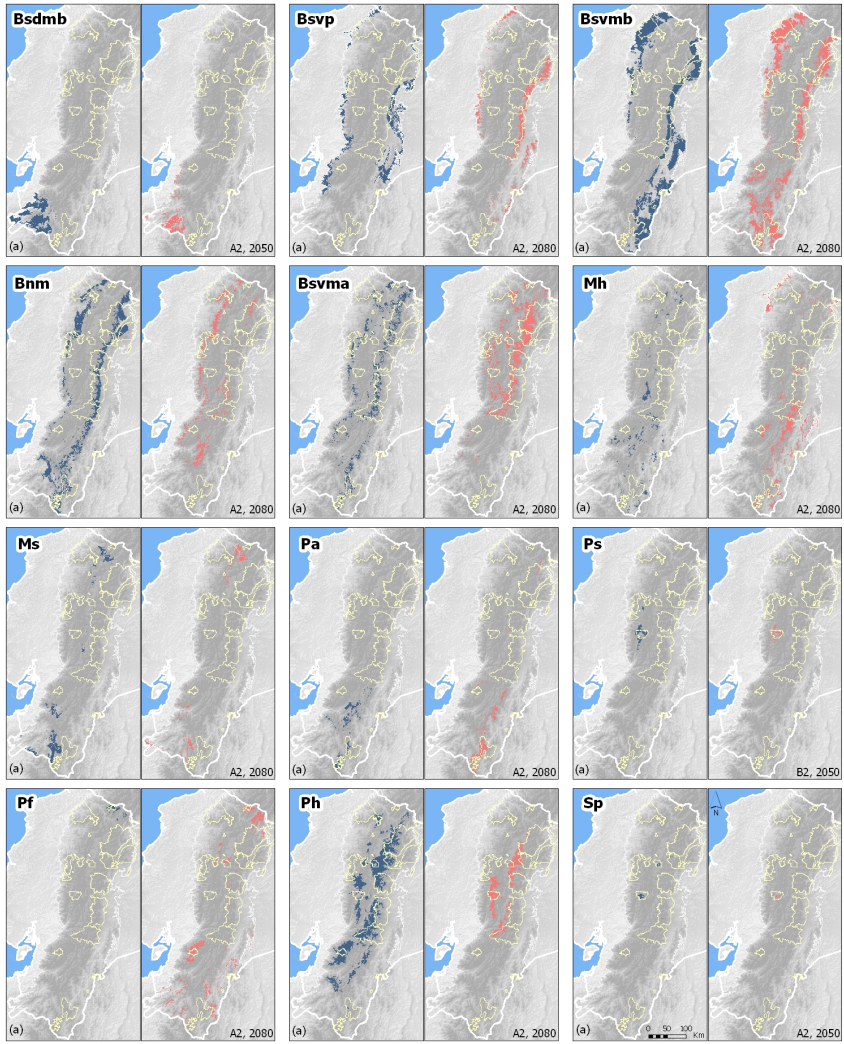 Bsdmb
(a)
A2, 2050
Bsvp
(a)
A2, 2080
Bsvmb
(a)
A2, 2080
Bnm
(a)
A2, 2080
Bsvma
(a)
A2, 2080
Mh
(a)
A2, 2080
Ms
(a)
A2, 2080
Pa
(a)
A2, 2080
Ps
(a)
B2, 2050
Pf
(a)
A2, 2080
Ph
(a)
A2, 2080
Sp
N
(a)
0 50 100
Km
A2, 2050